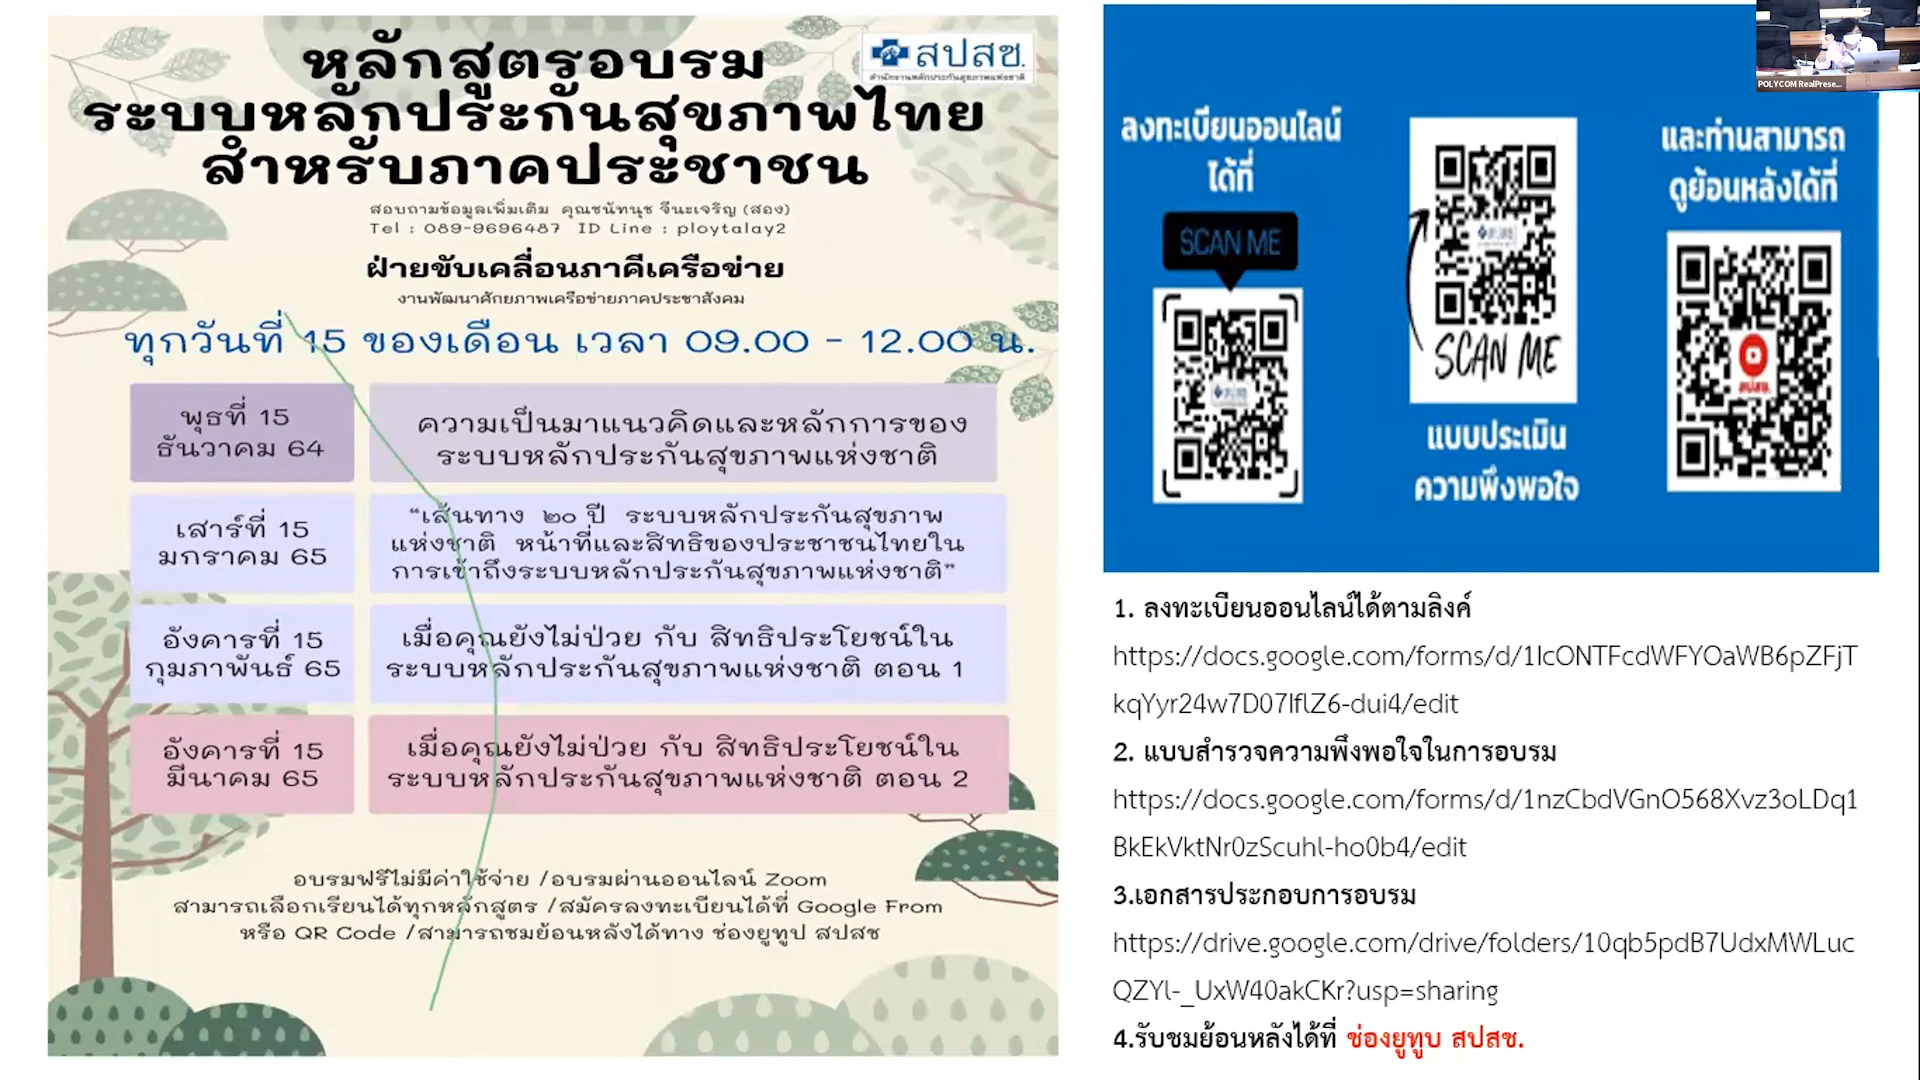 หลักสูตรอบรม
ระบบหลักประกันสุขภาพไทย
สำหรับภาคประชาชน
สปสช.
สำนักงานหลักประกันสุขภาพแห่งชาติ
สอบถามข้อมูลเพิ่มเติม คุณชนัทนุช จีนะเจริญ (สอง)
Tel : 089-9696487 ID Line : ploytalay2
ฝ่ายขับเคลื่อนภาคีเครือข่าย
งานพัฒนาศักยภาพเครือข่ายภาคประชาสังคม
ทุกวันที่ 15 ของเดือน เวลา 09.00 - 12.00 น.
พุธที่ 15
ธันวาคม 64
ความเป็นมาแนวคิดและหลักการของ
ระบบหลักประกันสุขภาพแห่งชาติ
เสาร์ที่ 15
มกราคม 65
“เส้นทาง ๒๐ ปี ระบบหลักประกันสุขภาพ
แห่งชาติ หน้าที่และสิทธิของประชาชนไทยใน
การเข้าถึงระบบหลักประกันสุขภาพแห่งชาติ”
อังคารที่ 15
กุมภาพันธ์ 65
เมื่อคุณยังไม่ป่วย กับ สิทธิประโยชน์ใน
ระบบหลักประกันสุขภาพแห่งชาติ ตอน 1
อังคารที่ 15
มีนาคม 65
เมื่อคุณยังไม่ป่วย กับ สิทธิประโยชน์ใน
ระบบหลักประกันสุขภาพแห่งชาติ ตอน 2
อบรมฟรีไม่มีค่าใช้จ่าย /อบรมผ่านออนไลน์ Zoom
สามารถเลือกเรียนได้ทุกหลักสูตร /สมัครลงทะเบียนได้ที่ Google From
หรือ QR Code /สามารถชมย้อนหลังได้ทาง ช่องยูทูป สปสช
ลงทะเบียนออนไลน์
ได้ที่
SCAN ME
SCAN ME
แบบประเมิน
ความพึงพอใจ
และท่านสามารถ
ดูย้อนหลังได้ที่
สปสช.
POLYCOM RealPrese...
1. ลงทะเบียนออนไลน์ได้ตามลิงค์
https://docs.google.com/forms/d/1IcONTFcdWFYOaWB6pZFjT
kqYyr24w7D07IflZ6-dui4/edit
2. แบบสำรวจความพึงพอใจในการอบรม
https://docs.google.com/forms/d/1nzCbdVGnO568Xvz3oLDq1
BkEkVktNr0zScuhl-ho0b4/edit
3.เอกสารประกอบการอบรม
https://drive.google.com/drive/folders/10qb5pdB7UdxMWLuc
QZYl-_UxW40akCKr?usp=sharing
4.รับชมย้อนหลังได้ที่ ช่องยูทูบ สปสช.